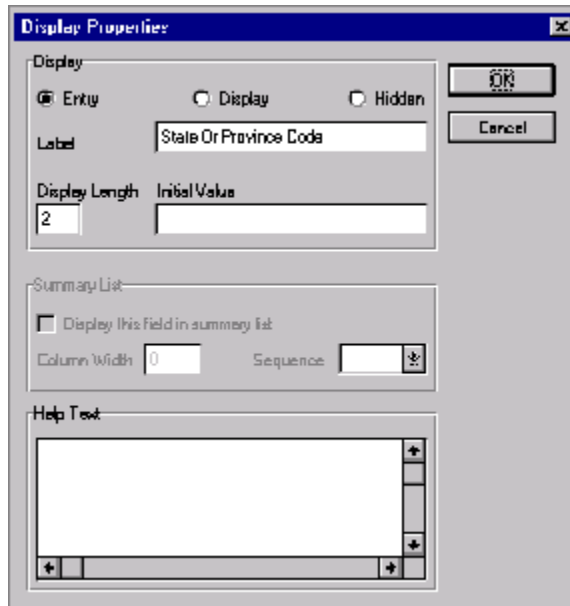 Display Properties
Display
OK
Entry Display Hidden
Label State Or Province Code
Cancel
Display Length Initial Value
2
Summary List
Display this field in summary list
Column Width 0 Sequence
Help Text